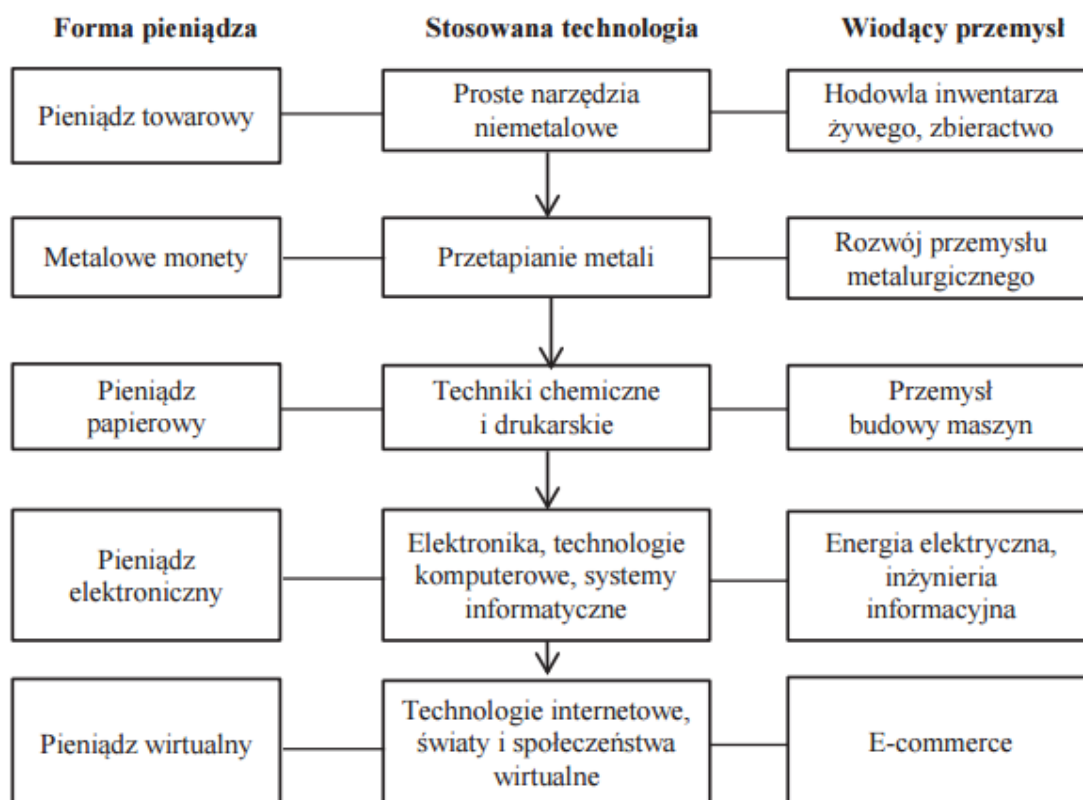 Forma pieniądza
Stosowana technologia
Wiodący przemysł
Pieniądz towarowy
Proste narzędzia
niemetalowe
Hodowla inwentarza
żywego, zbieractwo
Metalowe monety
Przetapianie metali
Rozwój przemysłu
metalurgicznego
Pieniądz
papierowy
Techniki chemiczne
i drukarskie
Przemysł
budowy maszyn
Pieniądz
elektroniczny
Elektronika, technologie
komputerowe, systemy
informatyczne
Energia elektryczna,
inżynieria
informacyjna
Pieniądz wirtualny
Technologie internetowe,
światy i społeczeństwa
wirtualne
E-commerce